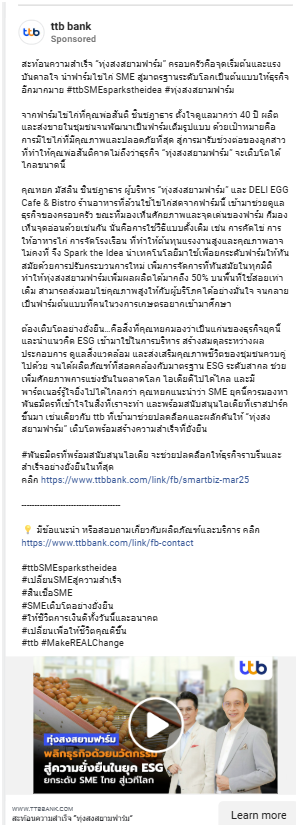 ttb bank
Sponsored
สะท้อนความสำเร็จ "ทุ่งสงสยามฟาร์ม" ครอบครัวคือจุดเริ่มต้นและแรง
บันดาลใจ นำฟาร์มไข่ไก่ SME สู่มาตรฐานระดับโลกเป็นต้นแบบให้ธุรกิจ
อีกมากมาย #ttbSMEsparkstheidea #ทุ่งสงสยามฟาร์ม
จากฟาร์มไข่ไก่ที่คุณพ่อสันติ ชื่นชฎาธาร ตั้งใจดูแลมากว่า 40 ปี ผลิต
และส่งขายในชุมชนจนพัฒนาเป็นฟาร์มเต็มรูปแบบ ด้วยเป้าหมายคือ
การมีไข่ไก่ที่มีคุณภาพและปลอดภัยที่สุด สู่การมารับช่วงต่อของลูกสาว
ที่ทำให้คุณพ่อสันติคาดไม่ถึงว่าธุรกิจ "ทุ่งสงสยามฟาร์ม" จะเติบโตได้
ไกลขนาดนี้
คุณหยก มัสลิน ชื่นชฎาธาร ผู้บริหาร "ทุ่งสงสยามฟาร์ม" และ DELI EGG
Cafe & Bistro ร้านอาหารที่ล้วนใช้ไข่ไก่สดจากฟาร์มนี้ เข้ามาช่วยดูแล
ธุรกิจของครอบครัว ขณะที่มองเห็นศักยภาพและจุดเด่นของฟาร์ม ก็มอง
เห็นจุดอ่อนด้วยเช่นกัน นั่นคือการใช้วิธีแบบดั้งเดิม เช่น การคัดไข่ การ
ให้อาหารไก่ การจัดโรงเรือน ที่ทำให้ต้นทุนแรงงานสูงและคุณภาพอาจ
ไม่คงที่ จึง Spark the Idea นำเทคโนโลยีมาใช้เพื่อยกระดับฟาร์มให้ทัน
สมัยด้วยการปรับกระบวนการใหม่ เพิ่มการจัดการที่ทันสมัยในทุกมิติ
ทำให้ทุ่งสงสยามฟาร์มเพิ่มผลผลิตได้มากถึง 50% บนพื้นที่ใช้สอยเท่า
เดิม สามารถส่งมอบไข่คุณภาพสูงให้กับผู้บริโภคได้อย่างมั่นใจ จนกลาย
เป็นฟาร์มต้นแบบที่คนในวงการเกษตรอยากเข้ามาศึกษา
ต้องเติบโตอย่างยั่งยืน...คือสิ่งที่คุณหยกมองว่าเป็นแก่นของธุรกิจยุคนี้
และนำแนวคิด ESG เข้ามาใช้ในการบริหาร สร้างสมดุลระหว่างผล
ประกอบการ ดูแลสิ่งแวดล้อม และส่งเสริมคุณภาพชีวิตของชุมชนควบคู่
ไปด้วย จนได้ผลิตภัณฑ์ที่สอดคล้องกับมาตรฐาน ESG ระดับสากล ช่วย
เพิ่มศักยภาพการแข่งขันในตลาดโลก ไอเดียดีไปได้ไกล และมี
พาร์ตเนอร์รู้ใจยิ่งไปได้ไกลกว่า คุณหยกแนะนำว่า SME ยุคนี้ควรมองหา
พันธมิตรที่เข้าใจในสิ่งที่เราจะทำ และพร้อมสนับสนุนไอเดียที่เราสปาร์ค
ขึ้นมา เช่นเดียวกับ ttb ที่เข้ามาช่วยปลดล็อกและผลักดันให้ "ทุ่งสง
สยามฟาร์ม" เติบโตพร้อมสร้างความสำเร็จที่ยั่งยืน
#พันธมิตรที่พร้อมสนับสนุนไอเดีย จะช่วยปลดล็อกให้ธุรกิจราบรื่นและ
สำเร็จอย่างยั่งยืนในที่สุด
คลิก https://www.ttbbank.com/link/fb/smartbiz-mar25
----------------------------------------
💡 มีข้อแนะนำ หรือสอบถามเกี่ยวกับผลิตภัณฑ์และบริการ คลิก
https://www.ttbbank.com/link/fb-contact
#ttbSMEsparkstheidea
#เปลี่ยนSMEสู่ความสำเร็จ
#สินเชื่อSME
#SMEเติบโตอย่างยั่งยืน
#ให้ชีวิตการเงินดีทั้งวันนี้และอนาคต
#เปลี่ยนเพื่อให้ชีวิตคุณดีขึ้น
#ttb #MakeREALChange
ttb
ทุ่งสงสยามฟาร์ม
พลิกธุรกิจด้วยนวัตกรรม
สู่ความยั่งยืนในยุค ESG
ยกระดับ SME ไทย สู่เวทีโลก
WWW.TTBBANK.COM
สะท้อนความสำเร็จ "ทุ่งสงสยามฟาร์ม"
Learn more